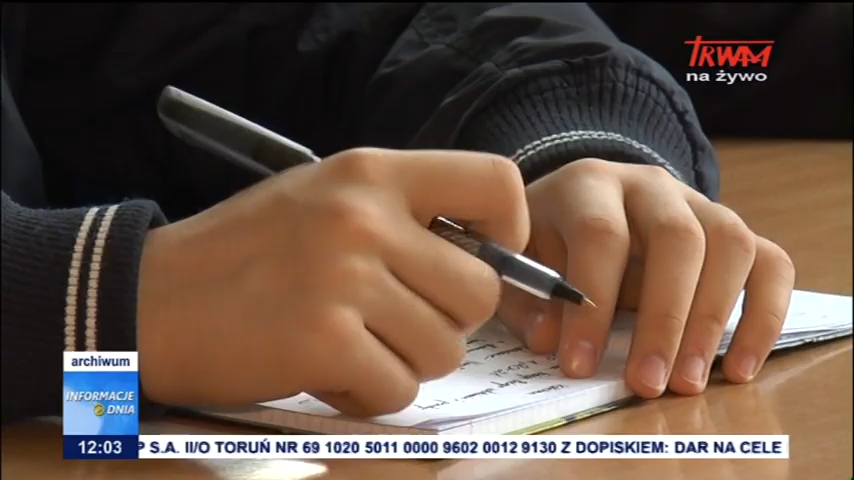 TRWAM
na żywo
archiwum
INFORMACJE
DNIA
12:03
P S.A. II/O TORUŃ NR 69 1020 5011 0000 9602 0012 9130 Z DOPISKIEM: DAR NA CELE